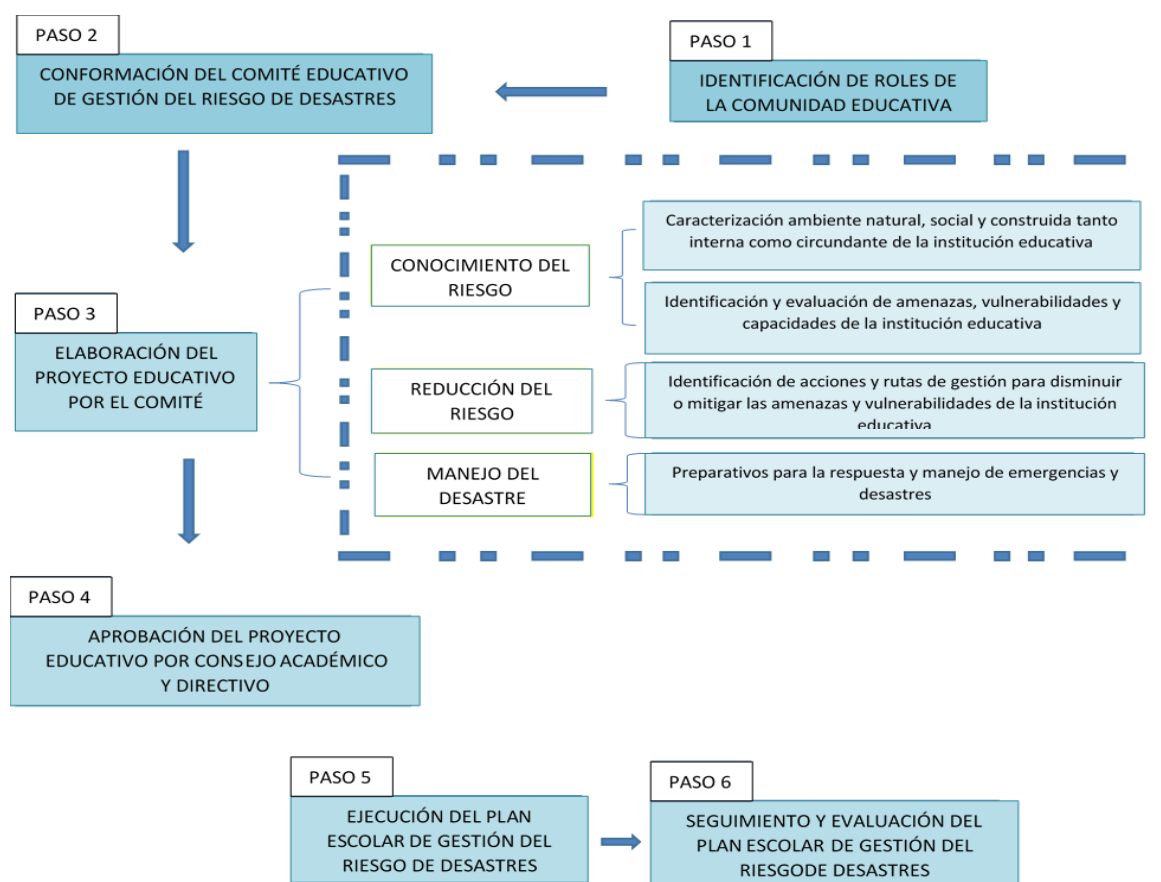 PASO 1
IDENTIFICACIÓN DE ROLES DE
LA COMUNIDAD EDUCATIVA
PASO 2
CONFORMACIÓN DEL COMITÉ EDUCATIVO
DE GESTIÓN DEL RIESGO DE DESASTRES
PASO 3
ELABORACIÓN DEL
PROYECTO EDUCATIVO
POR EL COMITÉ
CONOCIMIENTO DEL
RIESGO
Caracterización ambiente natural, social y construida tanto
interna como circundante de la institución educativa
Identificación y evaluación de amenazas, vulnerabilidades y
capacidades de la institución educativa
REDUCCIÓN DEL
RIESGO
Identificación de acciones y rutas de gestión para disminuir
o mitigar las amenazas y vulnerabilidades de la institución
educativa
MANEJO DEL
DESASTRE
Preparativos para la respuesta y manejo de emergencias y
desastres
PASO 4
APROBACIÓN DEL PROYECTO
EDUCATIVO POR CONSEJO ACADÉMICO
Y DIRECTIVO
PASO 5
EJECUCIÓN DEL PLAN
ESCOLAR DE GESTIÓN DEL
RIESGO DE DESASTRES
PASO 6
SEGUIMIENTO Y EVALUACIÓN DEL
PLAN ESCOLAR DE GESTIÓN DEL
RIESGODE DESASTRES